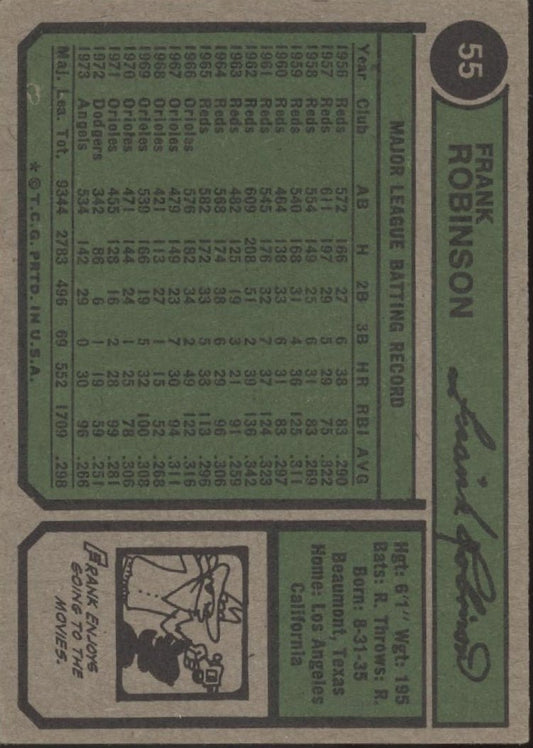 55
FRANK
ROBINSON
Frank Robinson
MAJOR LEAGUE BATTING RECORD
Year Club AB H 2B 3B HR RBI AVG
1956 Reds 572 166 27 6 38 83 .290
1957 Reds 611 197 29 5 29 75 .322
1958 Reds 554 149 25 6 31 83 .269
1959 Reds 540 168 31 4 36 125 .311
1960 Reds 464 138 33 6 31 83 .297
1961 Reds 545 176 32 7 37 124 .323
1962 Reds 609 208 51 2 39 136 .342
1963 Reds 482 125 19 3 21 91 .259
1964 Reds 568 174 38 6 29 96 .306
1965 Reds 582 172 33 5 33 113 .296
1966 Orioles 576 182 34 2 49 122 .316
1967 Orioles 479 149 23 7 30 94 .311
1968 Orioles 421 113 27 1 15 52 .268
1969 Orioles 539 166 19 5 32 100 .308
1970 Orioles 471 144 24 1 25 78 .306
1971 Orioles 455 128 16 2 28 99 .281
1972 Dodgers 342 86 6 1 19 59 .251
1973 Angels 534 142 29 0 30 96 .266
Maj. Lea. Tot. 9344 2783 496 69 552 1709 .298
* © T.C.G. PRTD. IN U.S.A.
Hgt: 6'1" Wgt: 195
Bats: R. Throws: R.
Born: 8-31-35
Beaumont, Texas
Home: Los Angeles
California
FRANK ENJOYS
GOING TO THE
MOVIES.